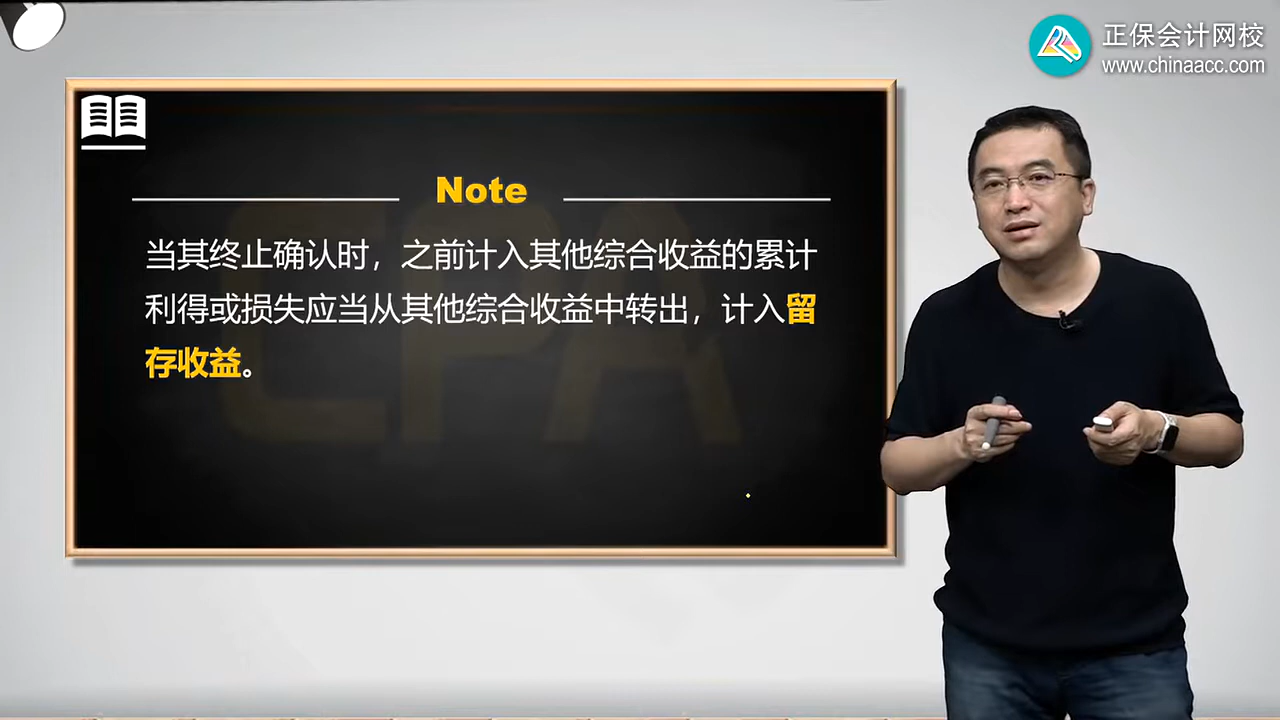 正保会计网校
www.chinaacc.com
Note
当其终止确认时，之前计入其他综合收益的累计
利得或损失应当从其他综合收益中转出，计入留
存收益。
CPA